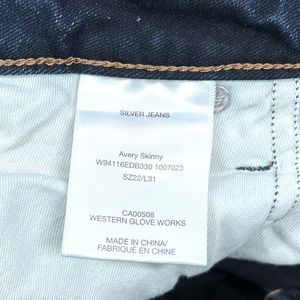 SILVER JEANS
Avery Skinny
W94116EDB330 1007023
SZ22/L31
CA00508
WESTERN GLOVE WORKS
MADE IN CHINA/
FABRIQUÉ EN CHINE